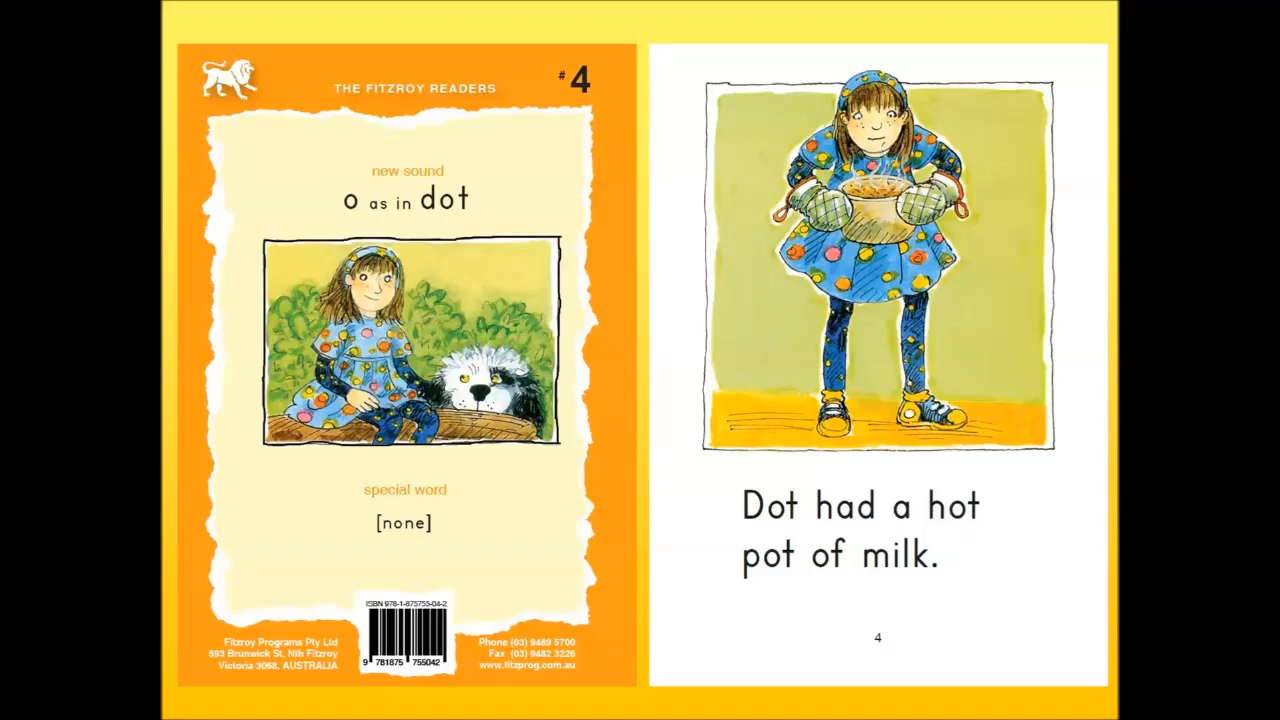 THE FITZROY READERS
#4
new sound
o as in dot
special word
[none]
ISBN 978-1-875755-04-2
9 781875 755042
Fitzroy Programs Pty Ltd
593 Brunswick St, Nth Fitzroy
Victoria 3068, AUSTRALIA
Phone (03) 9489 5700
Fax (03) 9482 3226
www.fitzprog.com.au
Dot had a hot
pot of milk.
4